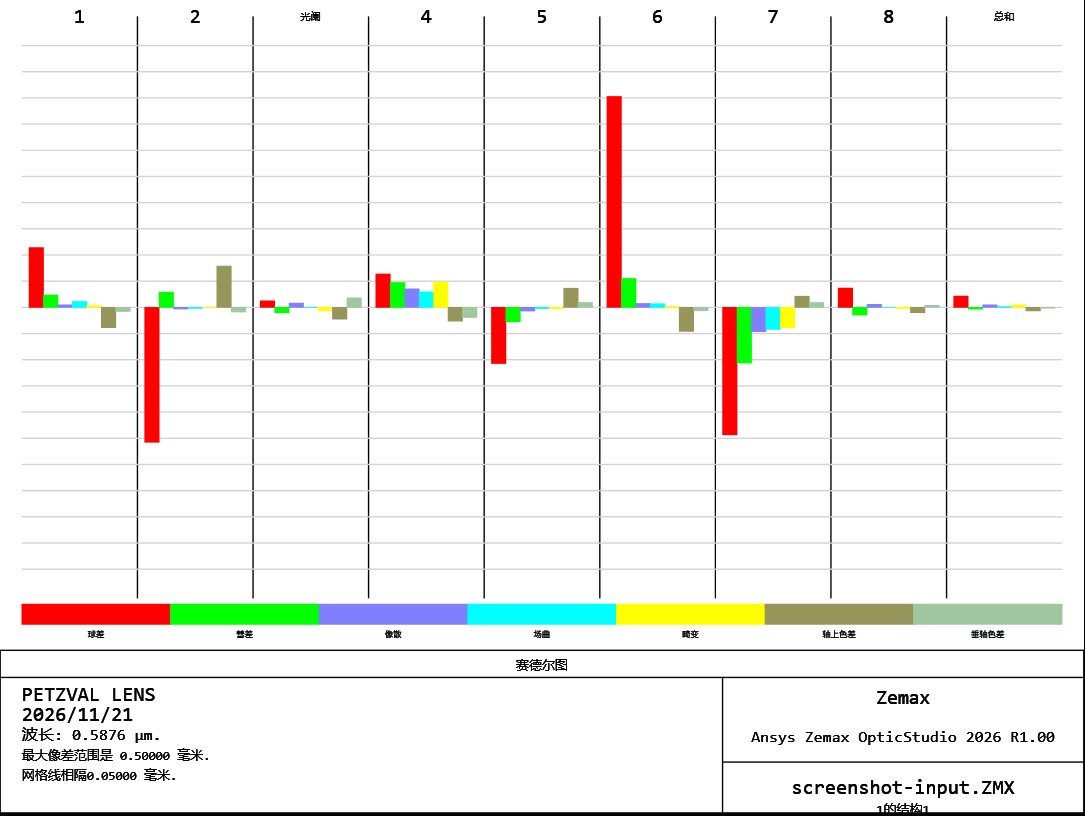 1 2 光阑 4 5 6 7 8 总和
球差 彗差 像散 场曲 畸变 轴上色差 垂轴色差
赛德尔图
PETZVAL LENS
2026/11/21
波长: 0.5876 µm.
最大像差范围是 0.50000 毫米.
网格线相隔0.05000 毫米.
Zemax
Ansys Zemax OpticStudio 2026 R1.00
screenshot-input.ZMX
1的结构1